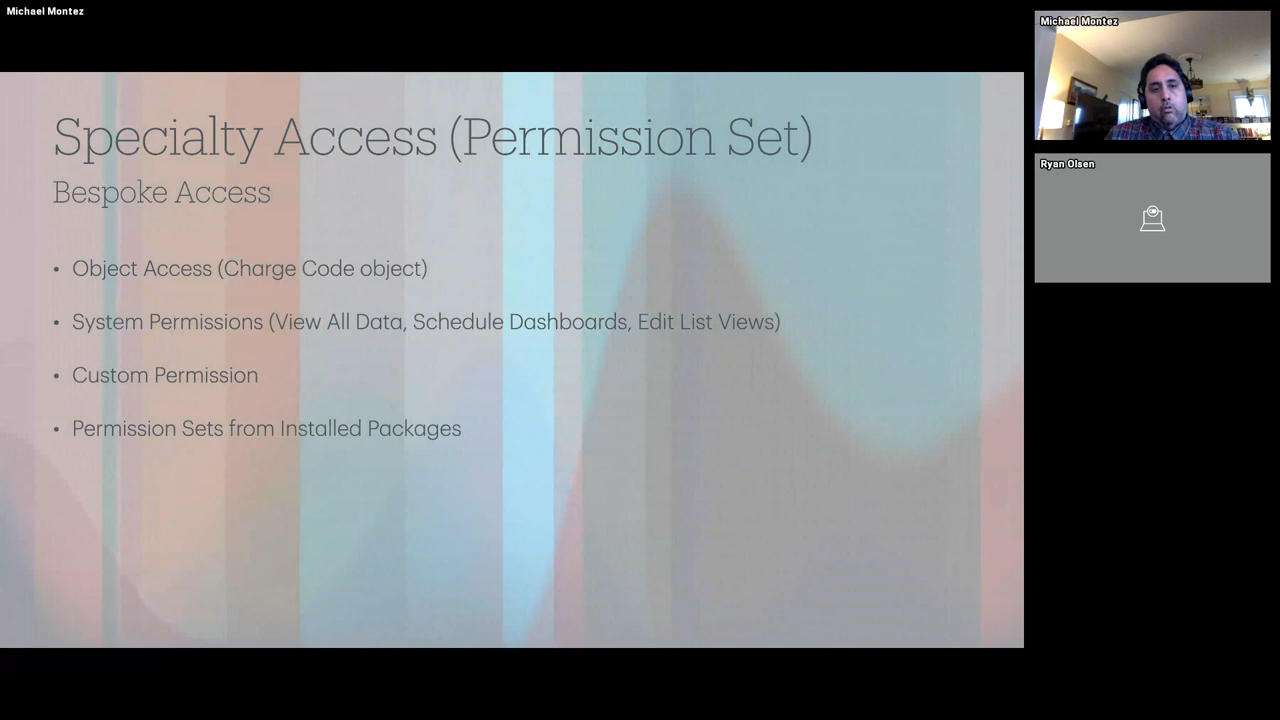 Michael Montez
Specialty Access (Permission Set)
Bespoke Access
• Object Access (Charge Code object)
• System Permissions (View All Data, Schedule Dashboards, Edit List Views)
• Custom Permission
• Permission Sets from Installed Packages
Michael Montez
Ryan Olsen